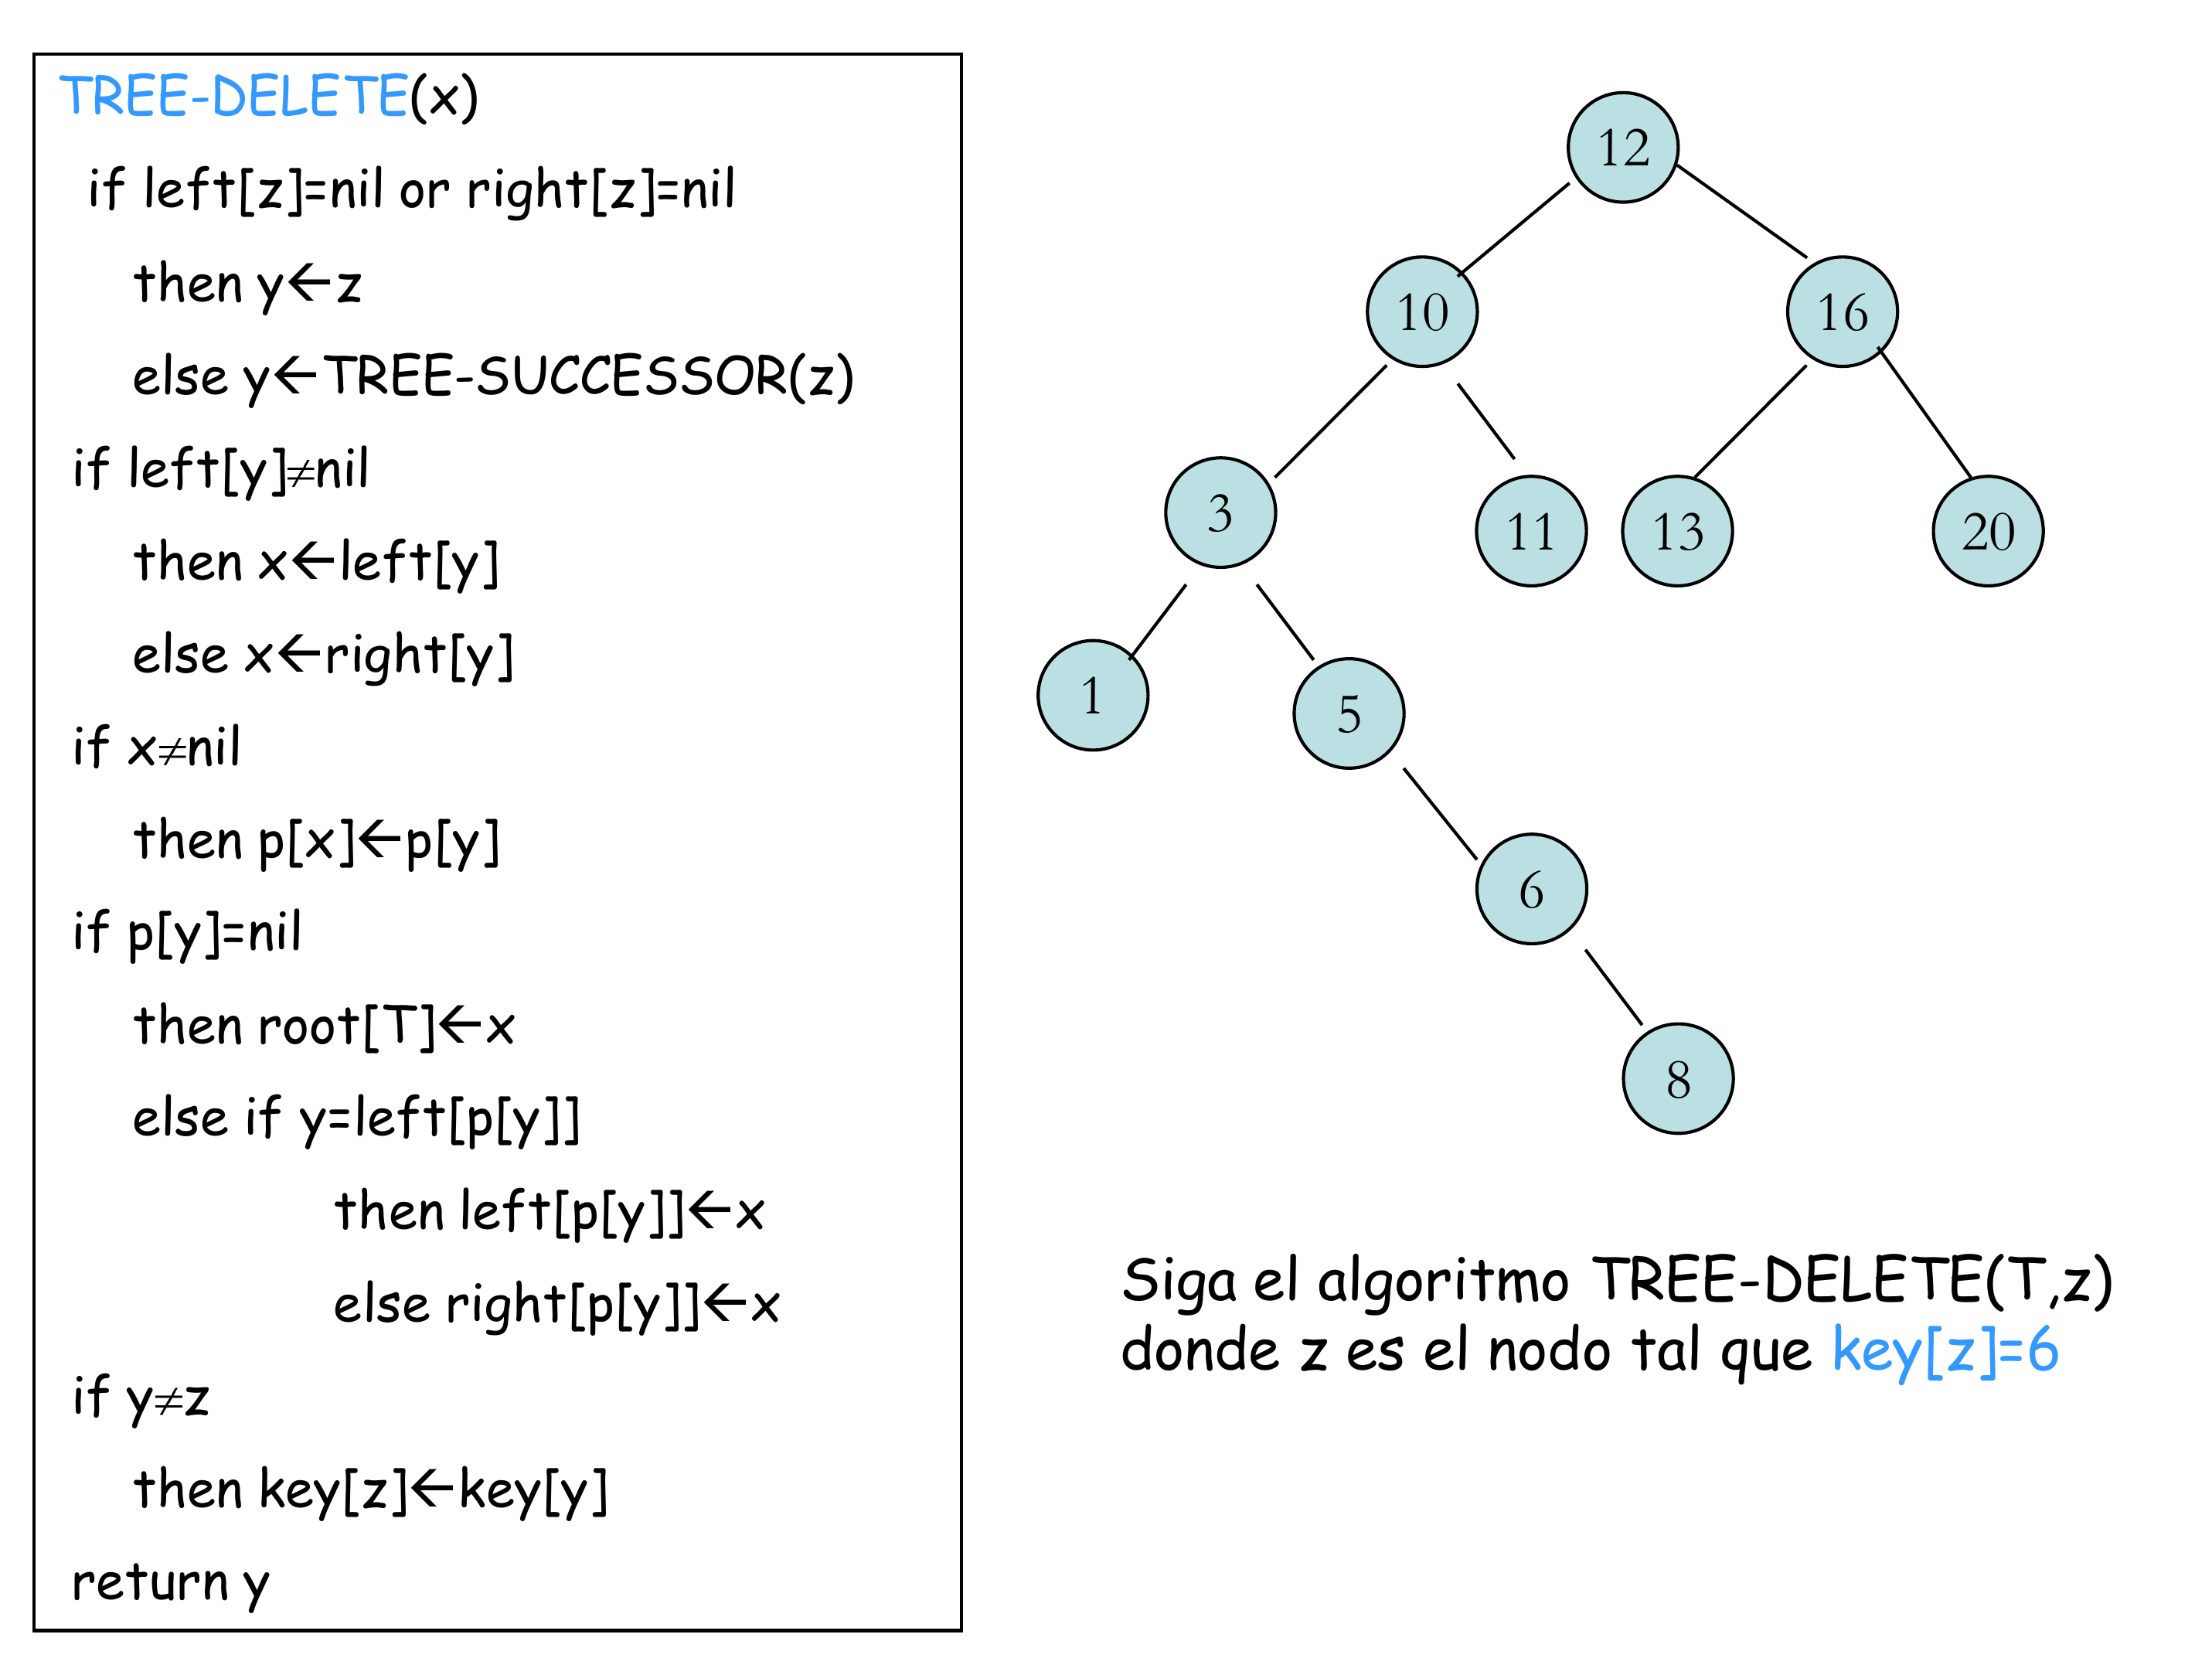 TREE-DELETE(x)
if left[z]=nil or right[z]=nil
then y←z
else y←TREE-SUCCESSOR(z)
if left[y]≠nil
then x←left[y]
else x←right[y]
if x≠nil
then p[x]←p[y]
if p[y]=nil
then root[T]←x
else if y=left[p[y]]
then left[p[y]]←x
else right[p[y]]←x
if y≠z
then key[z]←key[y]
return y
12
10
16
3
11
13
20
1
5
6
8
Siga el algoritmo TREE-DELETE(T,z)
donde z es el nodo tal que key[z]=6